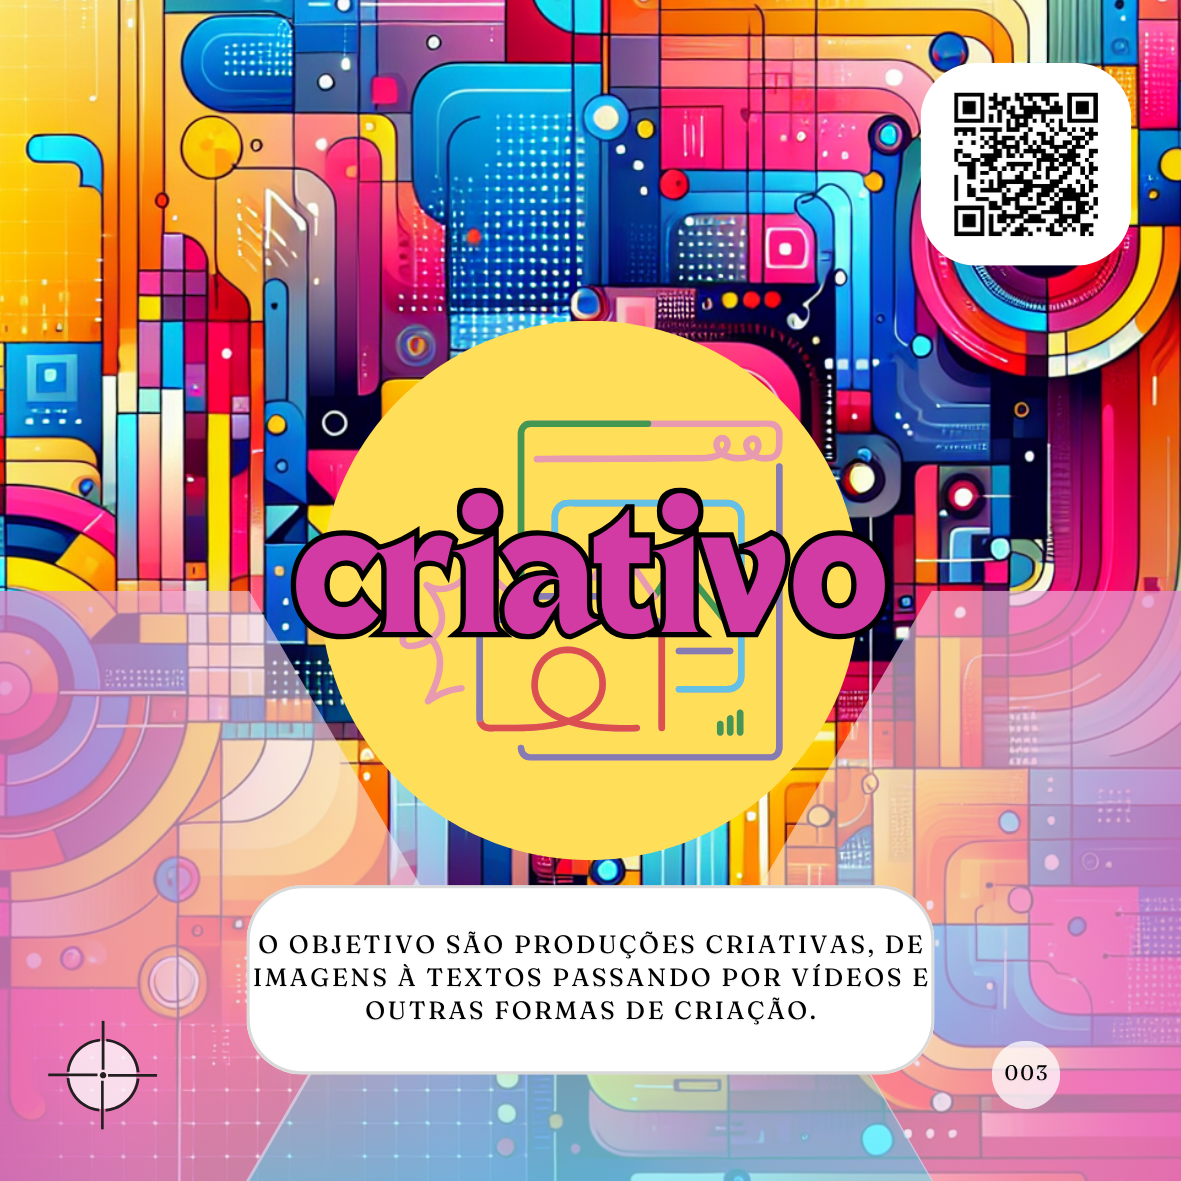 criativo
O OBJETIVO SÃO PRODUÇÕES CRIATIVAS, DE
IMAGENS À TEXTOS PASSANDO POR VÍDEOS E
OUTRAS FORMAS DE CRIAÇÃO.
003